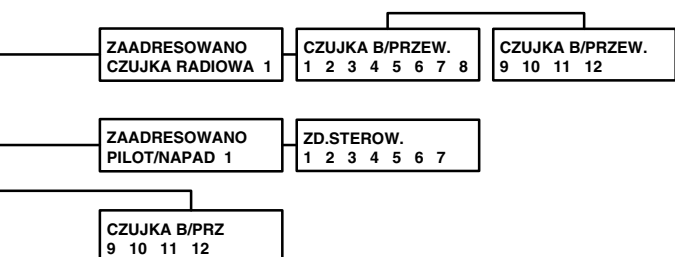 ZAADRESOWANO
CZUJKA RADIOWA 1
CZUJKA B/PRZEW.
1 2 3 4 5 6 7 8
CZUJKA B/PRZEW.
9 10 11 12
ZAADRESOWANO
PILOT/NAPAD 1
ZD.STEROW.
1 2 3 4 5 6 7
CZUJKA B/PRZ
9 10 11 12